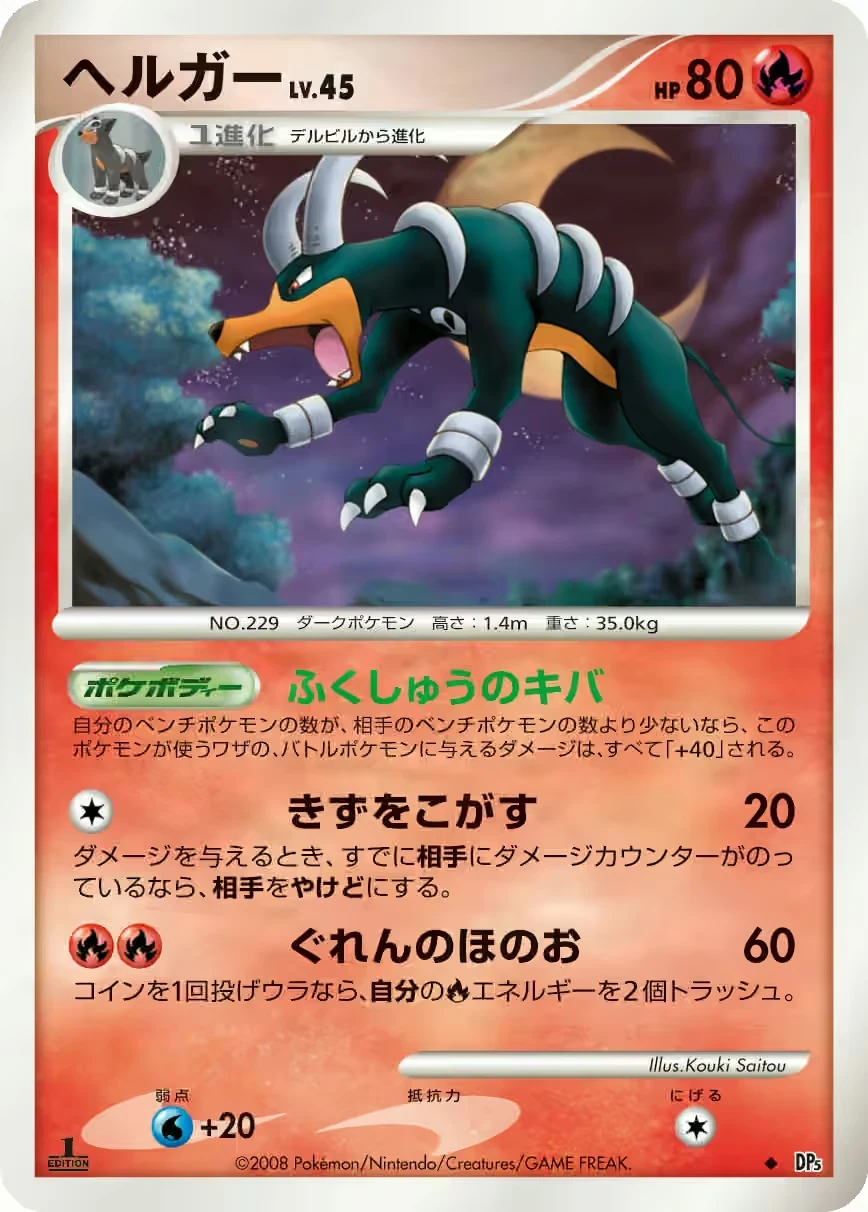 ヘルガー LV.45 HP 80
1進化 デルビルから進化
NO.229 ダークポケモン 高さ：1.4m 重さ：35.0kg
ポケボディー ふくしゅうのキバ
自分のベンチポケモンの数が、相手のベンチポケモンの数より少ないなら、この
ポケモンが使うワザの、バトルポケモンに与えるダメージは、すべて「+40」される。
きずをこがす 20
ダメージを与えるとき、すでに相手にダメージカウンターがのっ
ているなら、相手をやけどにする。
ぐれんのほのお 60
コインを1回投げウラなら、自分のエネルギーを2個トラッシュ。
Illus.Kouki Saitou
弱点 抵抗力 にげる
+20
1 EDITION
©2008 Pokémon/Nintendo/Creatures/GAME FREAK.
DP5